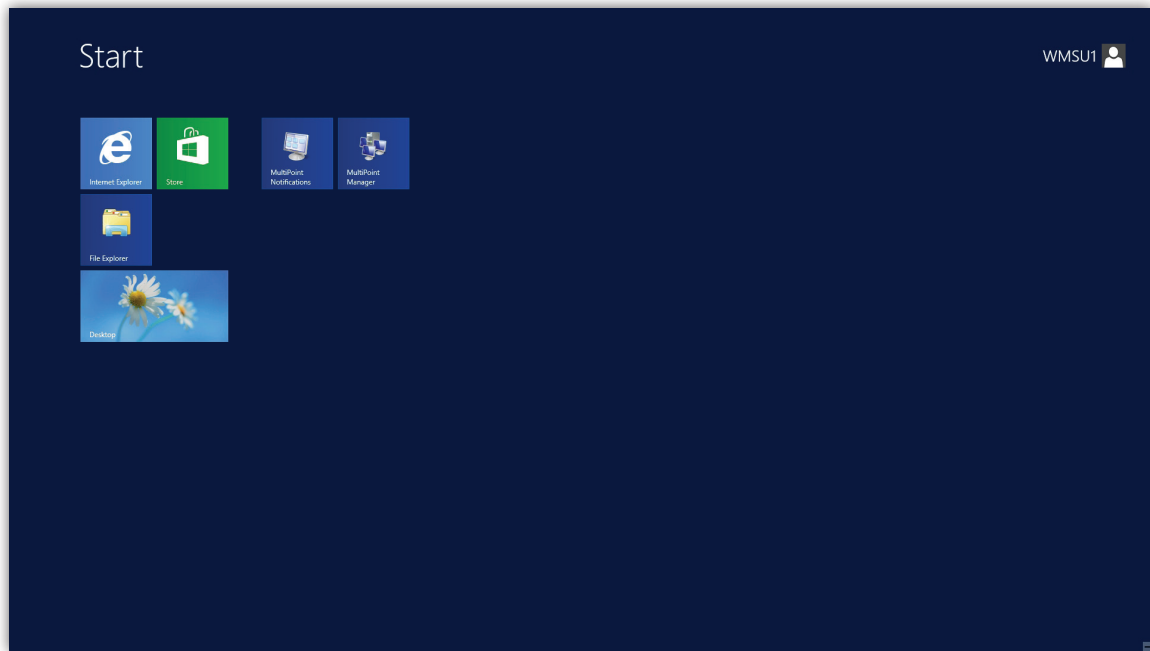 Start
WMSU1
Internet Explorer
Store
MultiPoint
Notifications
MultiPoint
Manager
File Explorer
Desktop